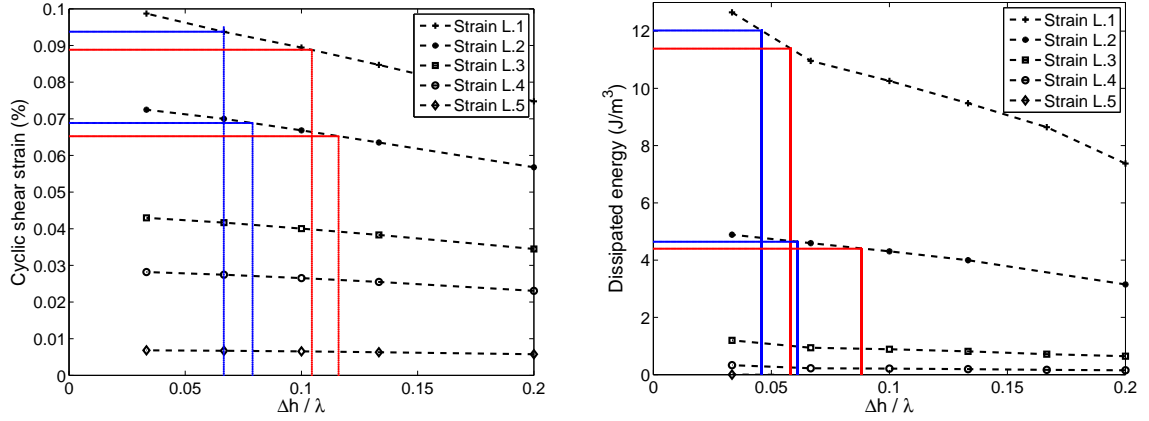 Cyclic shear strain (%)
0.1
0.09
0.08
0.07
0.06
0.05
0.04
0.03
0.02
0.01
0
0 0.05 0.1 0.15 0.2
Δh / λ
Strain L.1
Strain L.2
Strain L.3
Strain L.4
Strain L.5
Dissipated energy (J/m³)
12
10
8
6
4
2
0
0 0.05 0.1 0.15 0.2
Δh / λ
Strain L.1
Strain L.2
Strain L.3
Strain L.4
Strain L.5